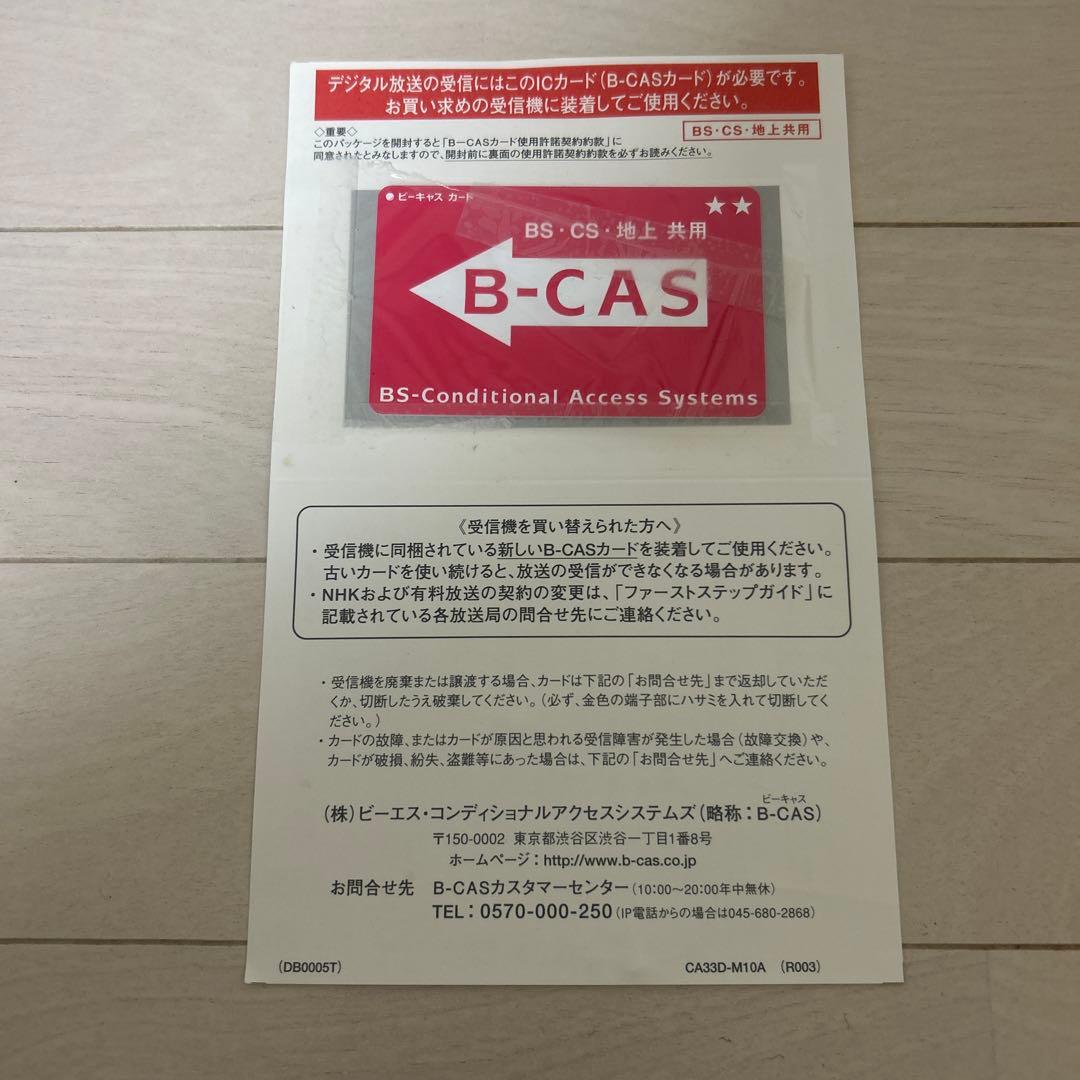 デジタル放送の受信にはこのICカード(B-CASカード)が必要です。
お買い求めの受信機に装着してご使用ください。
◇重要◇
このパッケージを開封すると「B－CASカード使用許諾契約約款」に
同意されたとみなしますので、開封前に裏面の使用許諾契約約款を必ずお読みください。
BS・CS・地上共用
ビーキャス カード
★★
BS・CS・地上 共用
B-CAS
BS-Conditional Access Systems
《受信機を買い替えられた方へ》
・受信機に同梱されている新しいB-CASカードを装着してご使用ください。
古いカードを使い続けると、放送の受信ができなくなる場合があります。
・NHKおよび有料放送の契約の変更は、「ファーストステップガイド」に
記載されている各放送局の問合せ先にご連絡ください。
・受信機を廃棄または譲渡する場合、カードは下記の「お問合せ先」まで返却していただ
くか、切断したうえ破棄してください。(必ず、金色の端子部にハサミを入れて切断してく
ださい。)
・カードの故障、またはカードが原因と思われる受信障害が発生した場合(故障交換)や、
カードが破損、紛失、盗難等にあった場合は、下記の「お問合せ先」へご連絡ください。
ビーキャス
(株)ビーエス・コンディショナルアクセスシステムズ(略称：B-CAS)
〒150-0002 東京都渋谷区渋谷一丁目1番8号
ホームページ：http://www.b-cas.co.jp
お問合せ先 B-CASカスタマーセンター(10:00～20:00年中無休)
TEL：0570-000-250(IP電話からの場合は045-680-2868)
(DB0005T)
CA33D-M10A (R003)